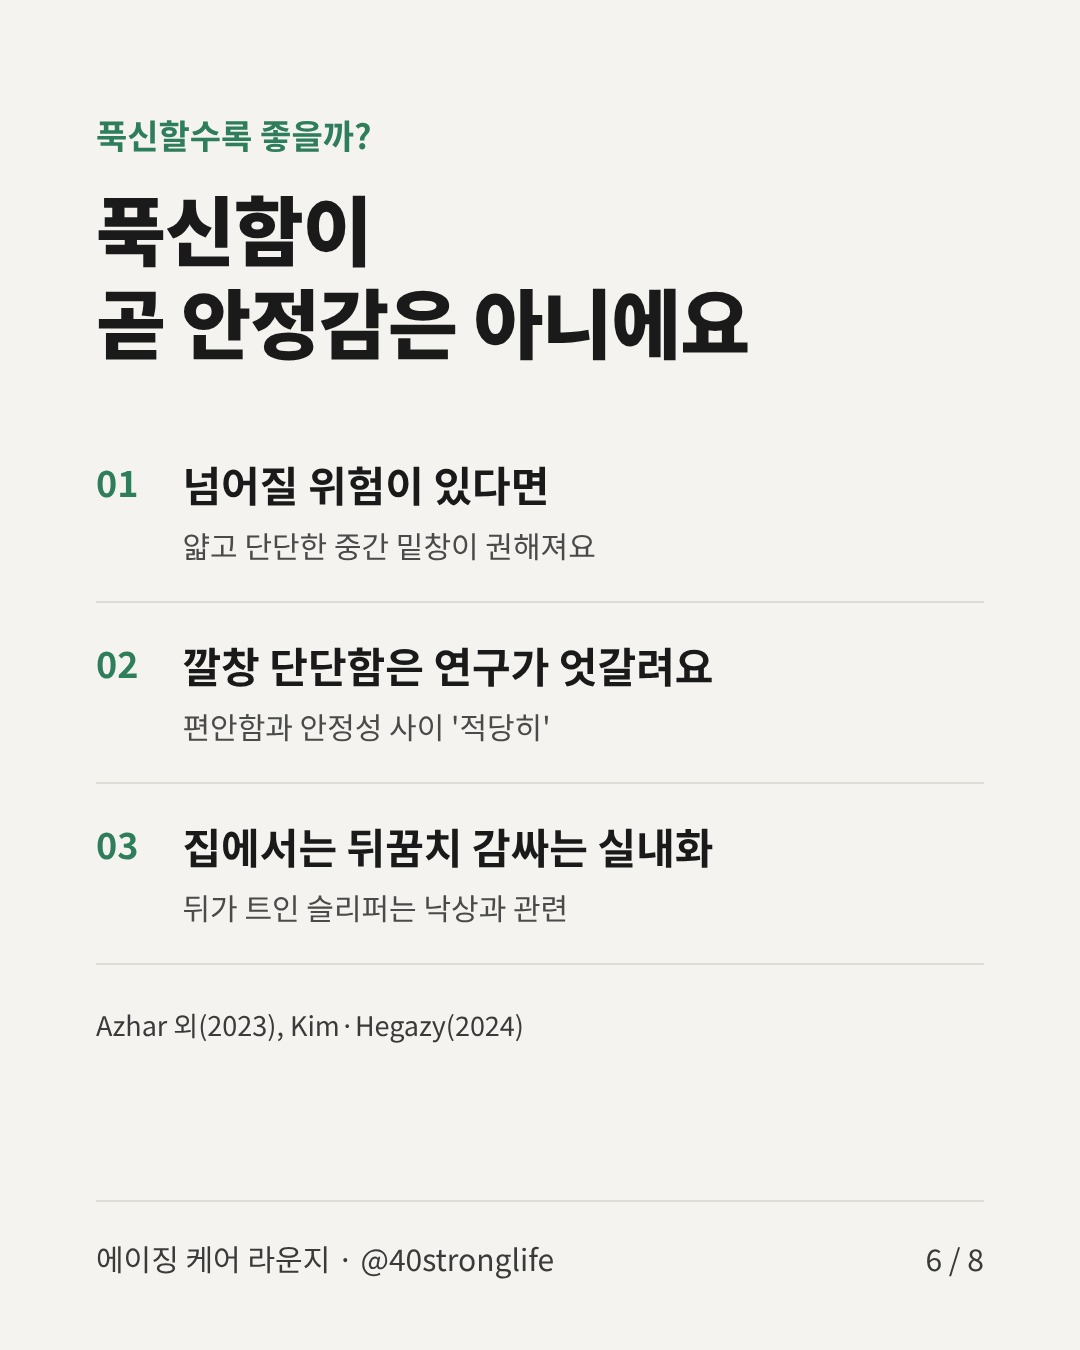 푹신할수록 좋을까?
푹신함이
곧 안정감은 아니에요
01 넘어질 위험이 있다면
얇고 단단한 중간 밑창이 권해져요
02 깔창 단단함은 연구가 엇갈려요
편안함과 안정성 사이 '적당히'
03 집에서는 뒤꿈치 감싸는 실내화
뒤가 트인 슬리퍼는 낙상과 관련
Azhar 외(2023), Kim·Hegazy(2024)
에이징 케어 라운지 · @40stronglife
6 / 8